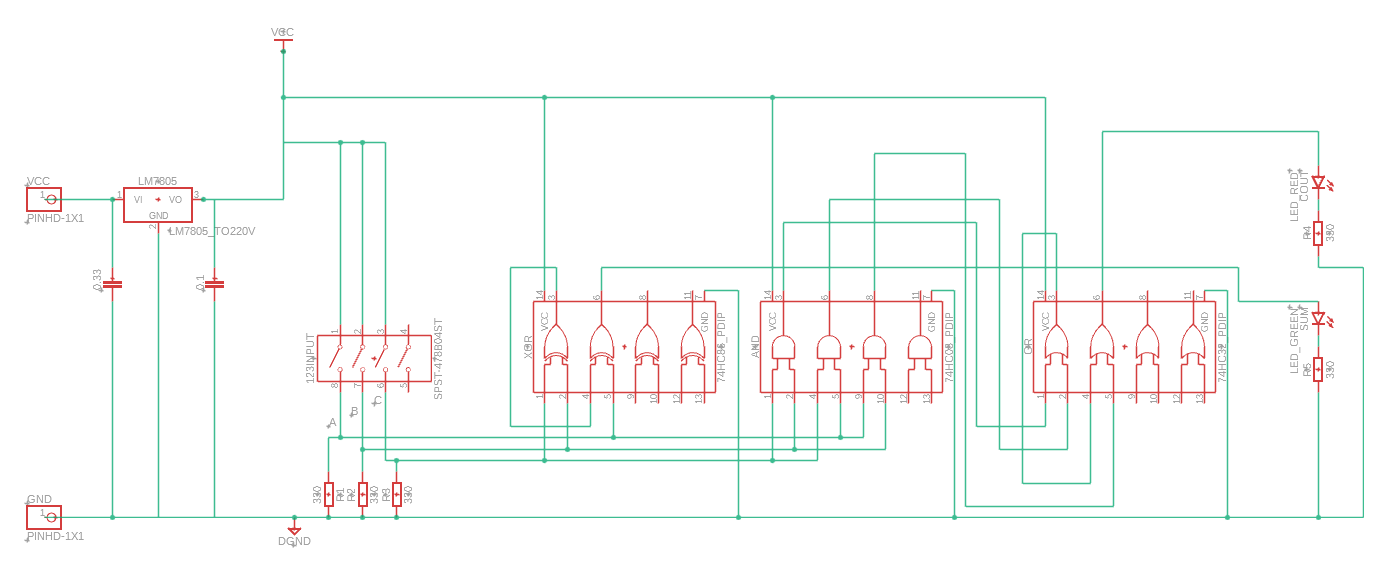 VCC
VCC
1
PINHD-1X1
LM7805
1
VI
VO
3
GND
2
LM7805_TO220V
0.33
0.1
123INPUT
1
2
3
4
8
7
6
5
SPST-478B04ST
A
B
C
330
R1
R2
330
R3
330
GND
1
PINHD-1X1
DGND
XOR
14
3
6
8
11
7
VCC
GND
1
2
4
5
9
10
12
13
74HC86_PDIP
AND
14
3
6
8
11
7
VCC
GND
1
2
4
5
9
10
12
13
74HC08_PDIP
OR
14
3
6
8
11
7
VCC
GND
1
2
4
5
9
10
12
13
74HC32_PDIP
LED_RED
COUT
R4
330
LED_GREEN
SUM
R5
330